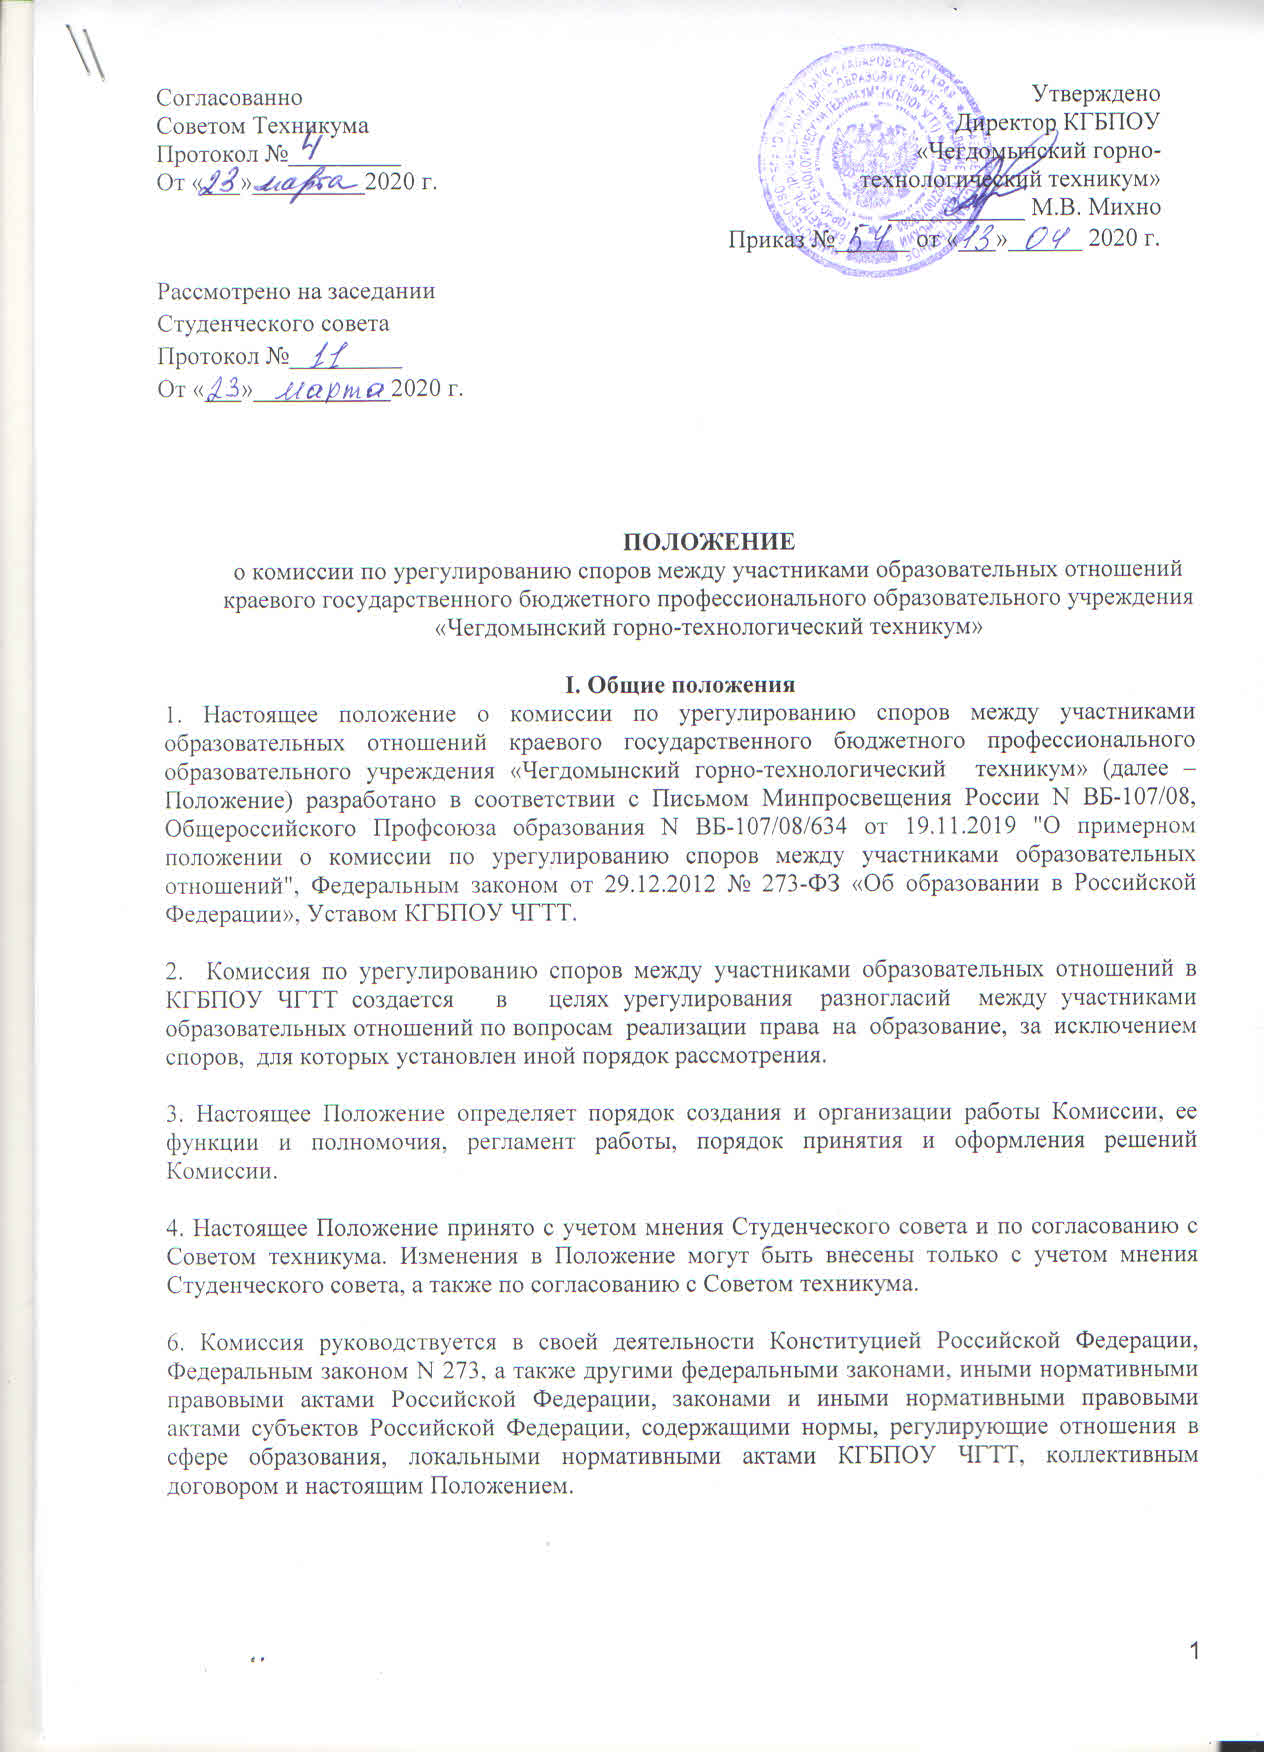 Согласованно
Советом Техникума
Протокол № 4
От «23» марта 2020 г.
Утверждено
Директор КГБПОУ
«Чегдомынский горно-
технологический техникум»
М.В. Михно
Приказ № 54 от «13» 04 2020 г.
Рассмотрено на заседании
Студенческого совета
Протокол № 11
От «23» марта 2020 г.
ПОЛОЖЕНИЕ
о комиссии по урегулированию споров между участниками образовательных отношений
краевого государственного бюджетного профессионального образовательного учреждения
«Чегдомынский горно-технологический техникум»
I. Общие положения
1. Настоящее положение о комиссии по урегулированию споров между участниками
образовательных отношений краевого государственного бюджетного профессионального
образовательного учреждения «Чегдомынский горно-технологический техникум» (далее –
Положение) разработано в соответствии с Письмом Минпросвещения России N ВБ-107/08,
Общероссийского Профсоюза образования N ВБ-107/08/634 от 19.11.2019 "О примерном
положении о комиссии по урегулированию споров между участниками образовательных
отношений", Федеральным законом от 29.12.2012 № 273-ФЗ «Об образовании в Российской
Федерации», Уставом КГБПОУ ЧГТТ.
2. Комиссия по урегулированию споров между участниками образовательных отношений в
КГБПОУ ЧГТТ создается в целях урегулирования разногласий между участниками
образовательных отношений по вопросам реализации права на образование, за исключением
споров, для которых установлен иной порядок рассмотрения.
3. Настоящее Положение определяет порядок создания и организации работы Комиссии, ее
функции и полномочия, регламент работы, порядок принятия и оформления решений
Комиссии.
4. Настоящее Положение принято с учетом мнения Студенческого совета и по согласованию с
Советом техникума. Изменения в Положение могут быть внесены только с учетом мнения
Студенческого совета, а также по согласованию с Советом техникума.
6. Комиссия руководствуется в своей деятельности Конституцией Российской Федерации,
Федеральным законом N 273, а также другими федеральными законами, иными нормативными
правовыми актами Российской Федерации, законами и иными нормативными правовыми
актами субъектов Российской Федерации, содержащими нормы, регулирующие отношения в
сфере образования, локальными нормативными актами КГБПОУ ЧГТТ, коллективным
договором и настоящим Положением.
1